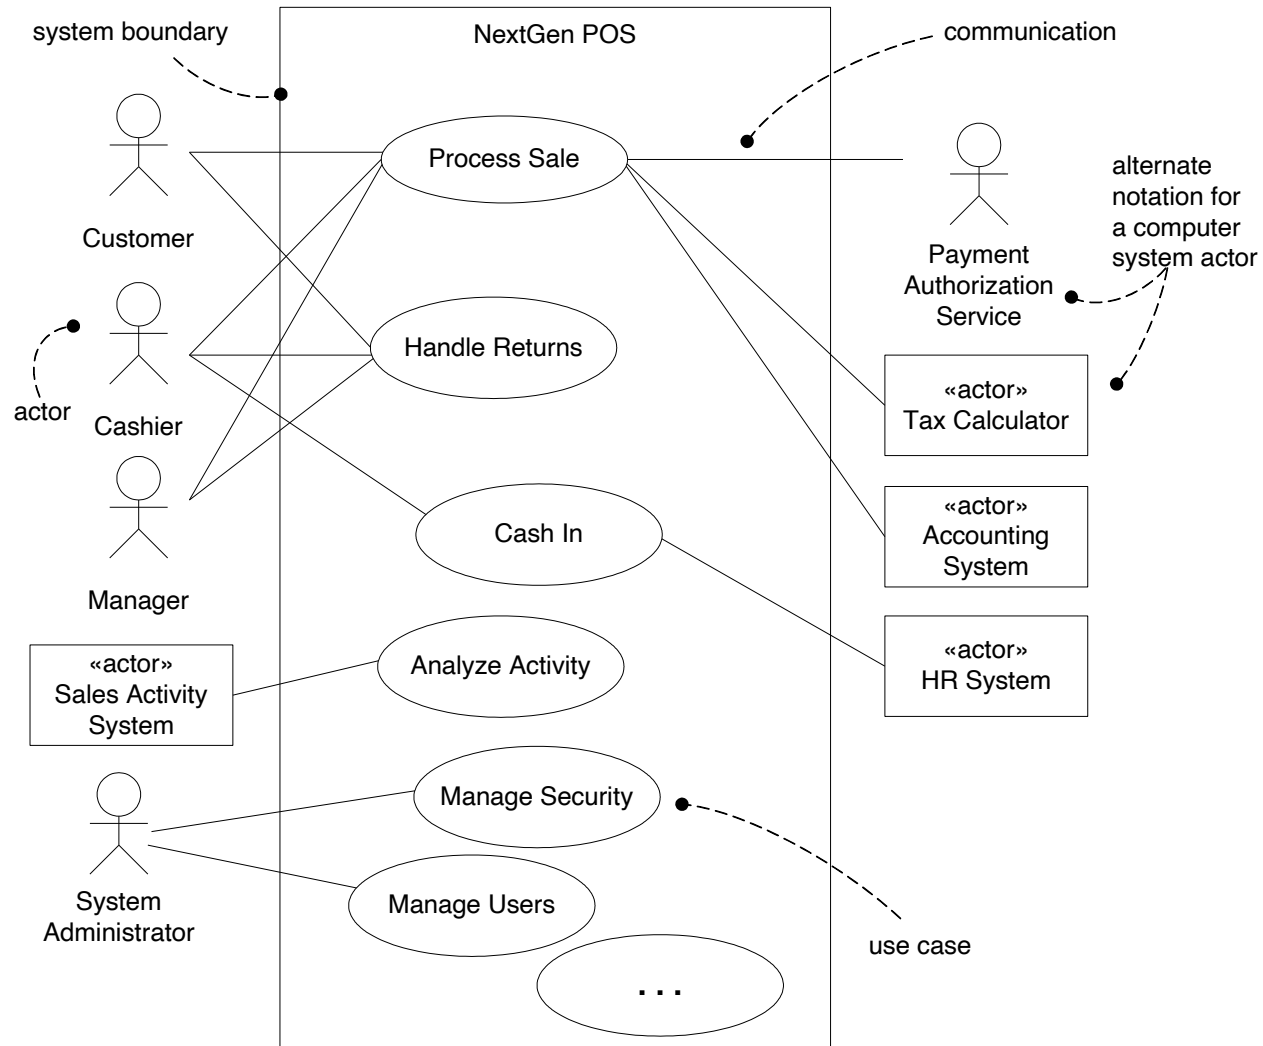 system boundary
NextGen POS
communication
Customer
Process Sale
Payment
Authorization
Service
alternate
notation for
a computer
system actor
actor
Cashier
Handle Returns
«actor»
Tax Calculator
Manager
Cash In
«actor»
Accounting
System
«actor»
Sales Activity
System
Analyze Activity
«actor»
HR System
System
Administrator
Manage Security
Manage Users
use case
. . .